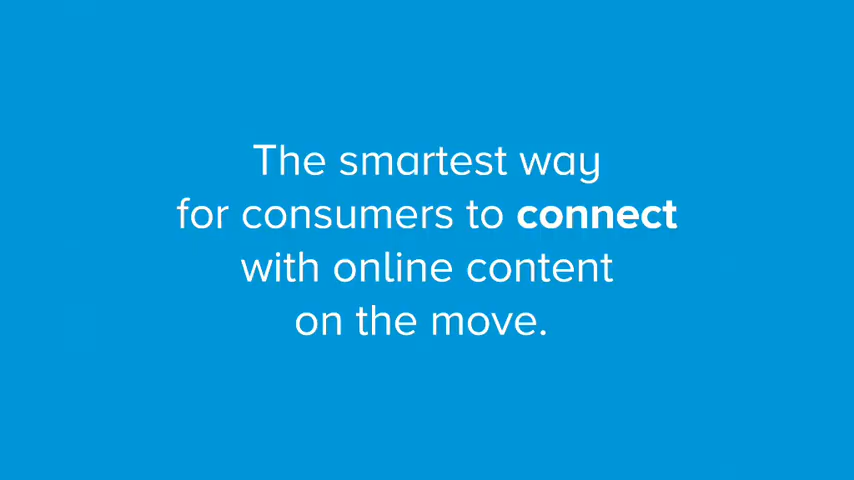 The smartest way
for consumers to connect
with online content
on the move.